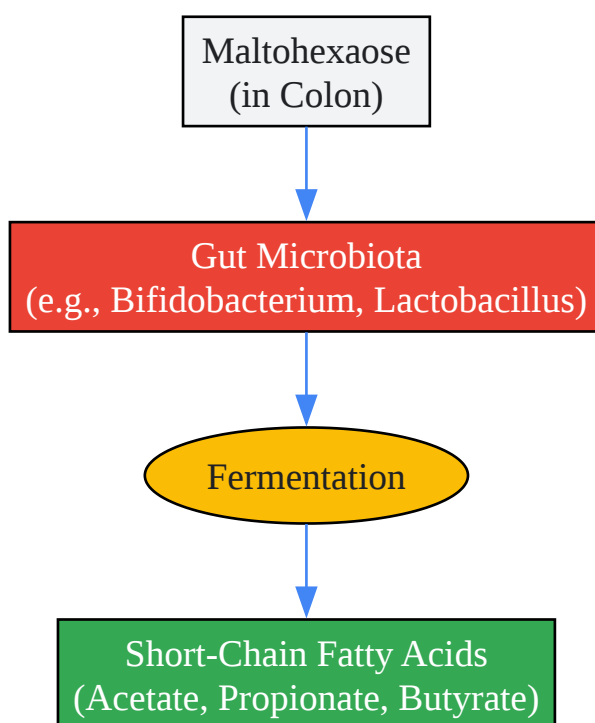 Maltohexaose
(in Colon)
Gut Microbiota
(e.g., Bifidobacterium, Lactobacillus)
Fermentation
Short-Chain Fatty Acids
(Acetate, Propionate, Butyrate)